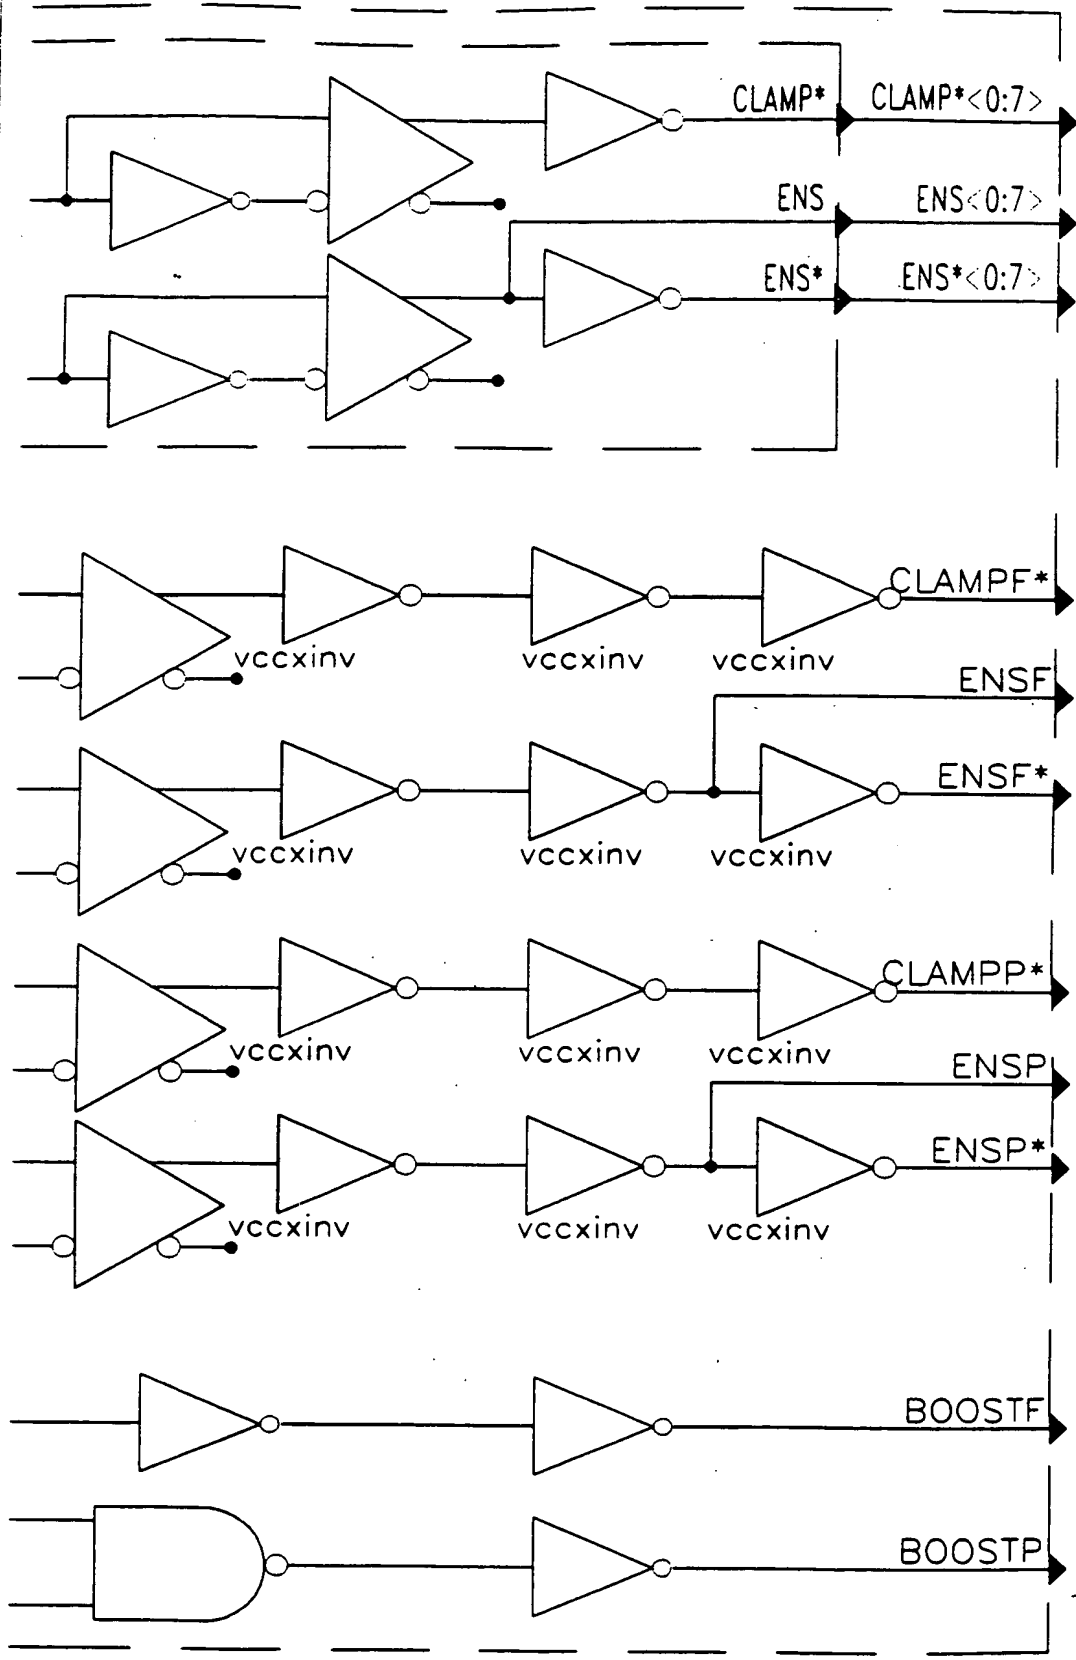 CLAMP* CLAMP*<0:7>
ENS ENS<0:7>
ENS* ENS*<0:7>
CLAMPF*
vccxinv vccxinv vccxinv
ENSF
ENSF*
vccxinv vccxinv vccxinv
CLAMPP*
vccxinv vccxinv vccxinv
ENSP
ENSP*
vccxinv vccxinv vccxinv
BOOSTF
BOOSTP